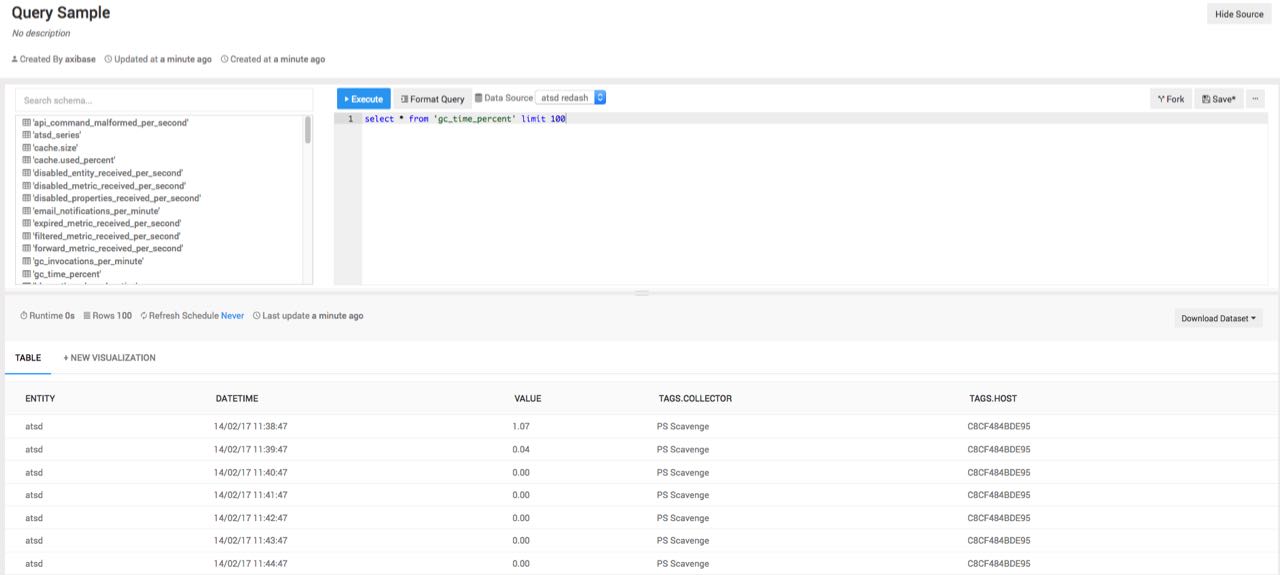 Query Sample
Hide Source
No description
Created By axibase Updated at a minute ago Created at a minute ago
Search schema...
'api_command_malformed_per_second'
'atsd_series'
'cache.size'
'cache.used_percent'
'disabled_entity_received_per_second'
'disabled_metric_received_per_second'
'disabled_properties_received_per_second'
'email_notifications_per_minute'
'expired_metric_received_per_second'
'filtered_metric_received_per_second'
'forward_metric_received_per_second'
'gc_invocations_per_minute'
'gc_time_percent'
Execute Format Query Data Source atsd redash Fork Save* ...
1 select * from 'gc_time_percent' limit 100
Runtime 0s Rows 100 Refresh Schedule Never Last update a minute ago
Download Dataset
TABLE + NEW VISUALIZATION
ENTITY DATETIME VALUE TAGS.COLLECTOR TAGS.HOST
atsd 14/02/17 11:38:47 1.07 PS Scavenge C8CF484BDE95
atsd 14/02/17 11:39:47 0.04 PS Scavenge C8CF484BDE95
atsd 14/02/17 11:40:47 0.00 PS Scavenge C8CF484BDE95
atsd 14/02/17 11:41:47 0.00 PS Scavenge C8CF484BDE95
atsd 14/02/17 11:42:47 0.00 PS Scavenge C8CF484BDE95
atsd 14/02/17 11:43:47 0.00 PS Scavenge C8CF484BDE95
atsd 14/02/17 11:44:47 0.00 PS Scavenge C8CF484BDE95